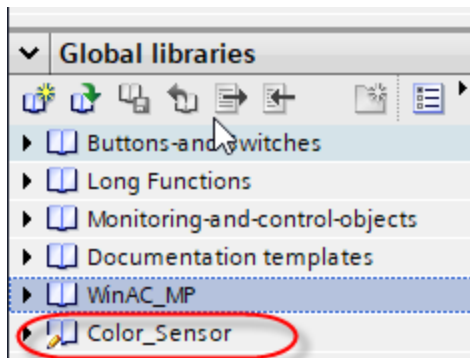 Global libraries
Buttons-and-Switches
Long Functions
Monitoring-and-control-objects
Documentation templates
WinAC_MP
Color_Sensor